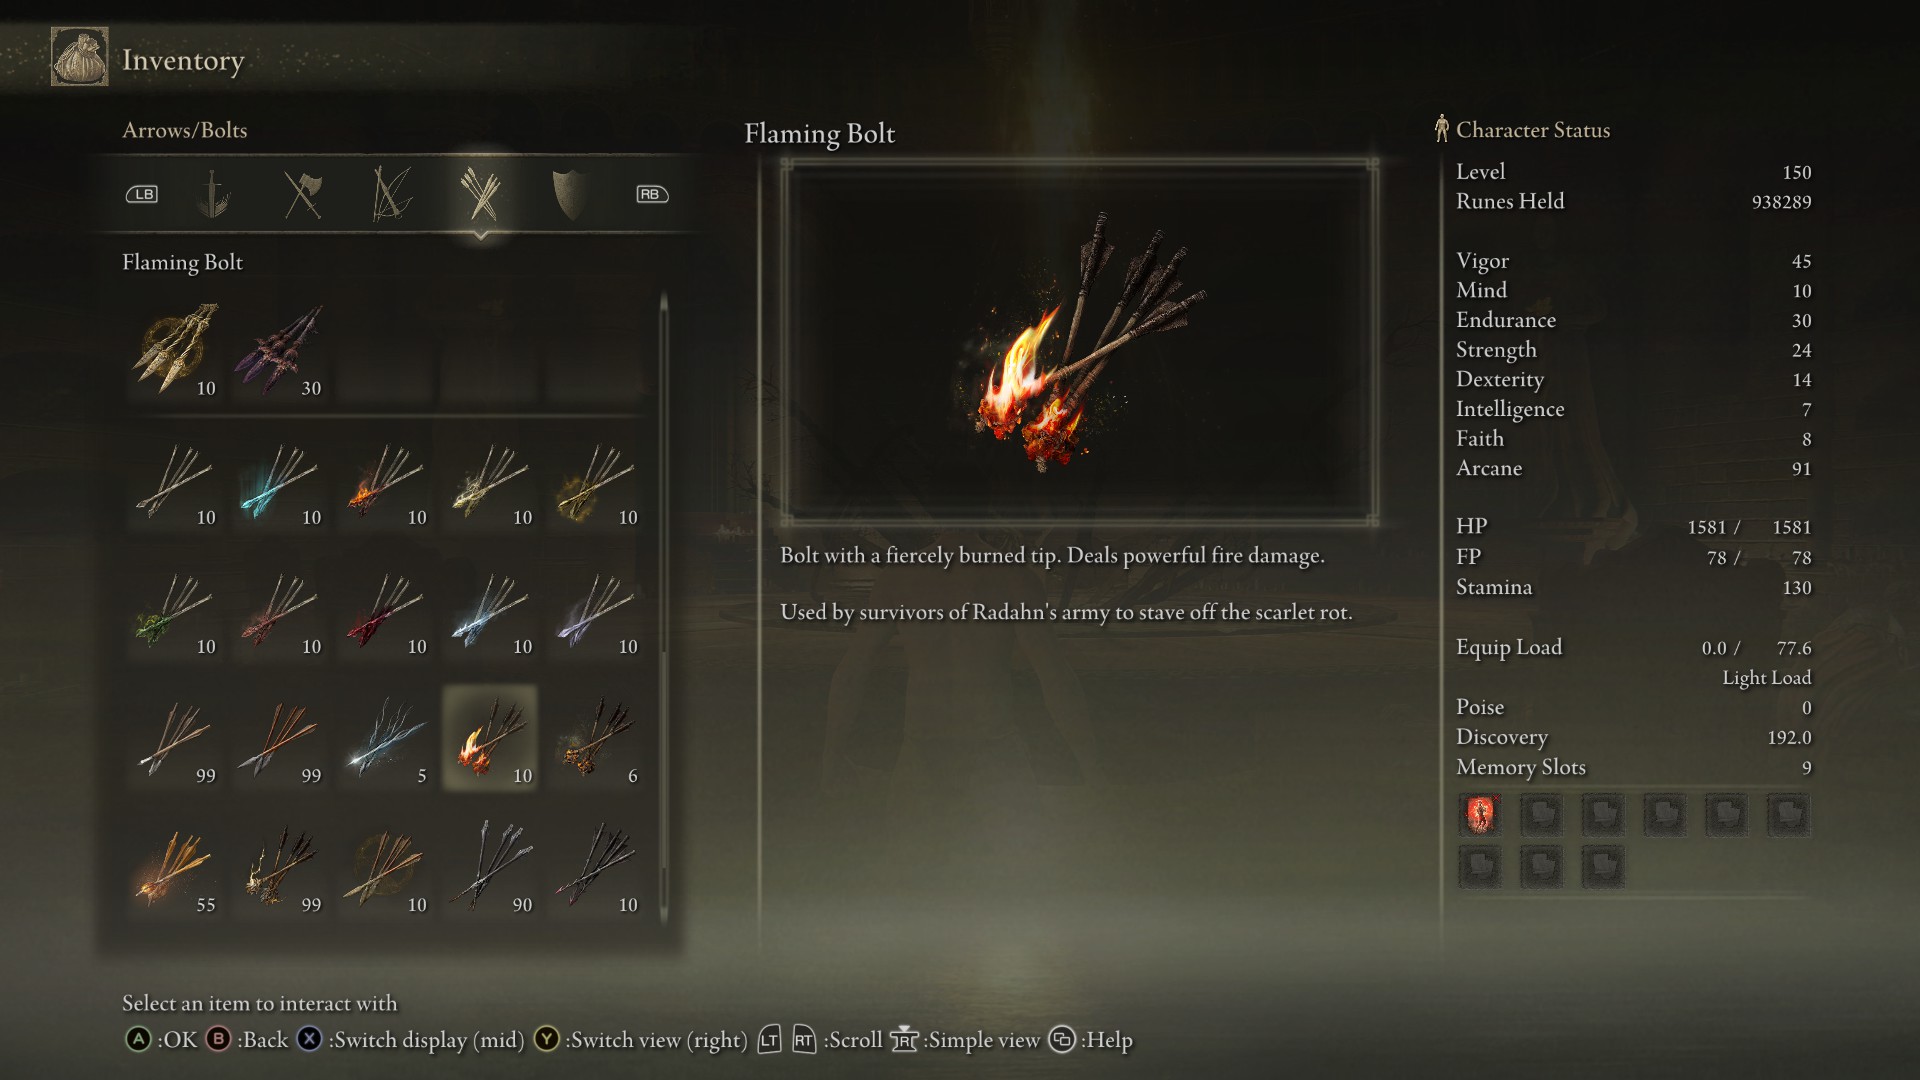 Inventory
Arrows/Bolts
LB
RB
Flaming Bolt
10 30
10 10 10 10 10
10 10 10 10 10
99 99 5 10 6
55 99 10 90 10
Flaming Bolt
Bolt with a fiercely burned tip. Deals powerful fire damage.
Used by survivors of Radahn's army to stave off the scarlet rot.
Character Status
Level 150
Runes Held 938289
Vigor 45
Mind 10
Endurance 30
Strength 24
Dexterity 14
Intelligence 7
Faith 8
Arcane 91
HP 1581 / 1581
FP 78 / 78
Stamina 130
Equip Load 0.0 / 77.6
Light Load
Poise 0
Discovery 192.0
Memory Slots 9
Select an item to interact with
A :OK B :Back X :Switch display (mid) Y :Switch view (right) LT RT :Scroll R :Simple view :Help